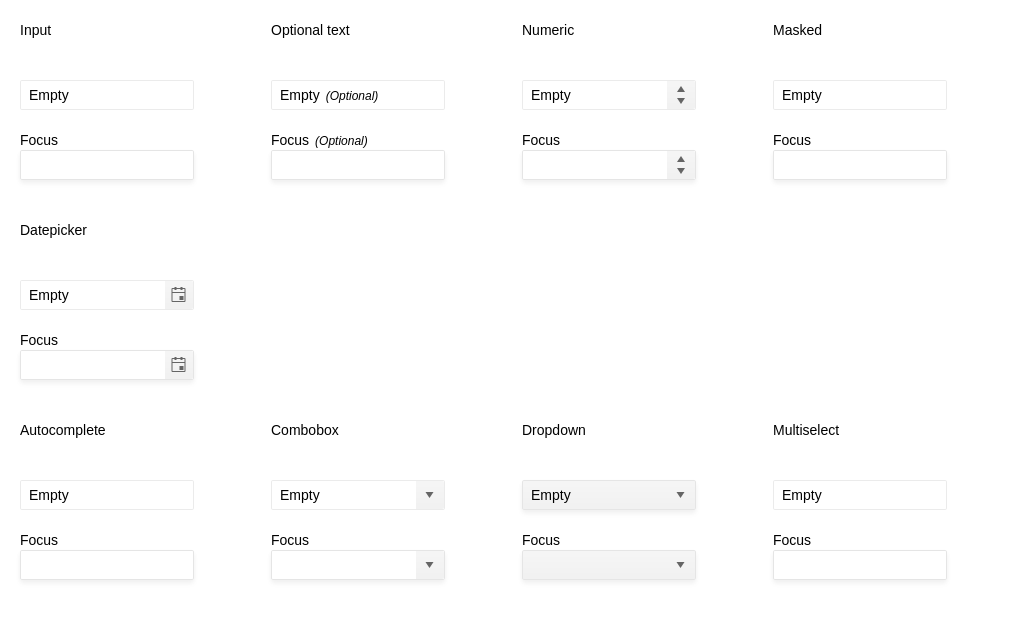 Input Optional text Numeric Masked
Empty Empty (Optional) Empty Empty
Focus Focus (Optional) Focus Focus
Datepicker
Empty
Focus
Autocomplete Combobox Dropdown Multiselect
Empty Empty Empty Empty
Focus Focus Focus Focus